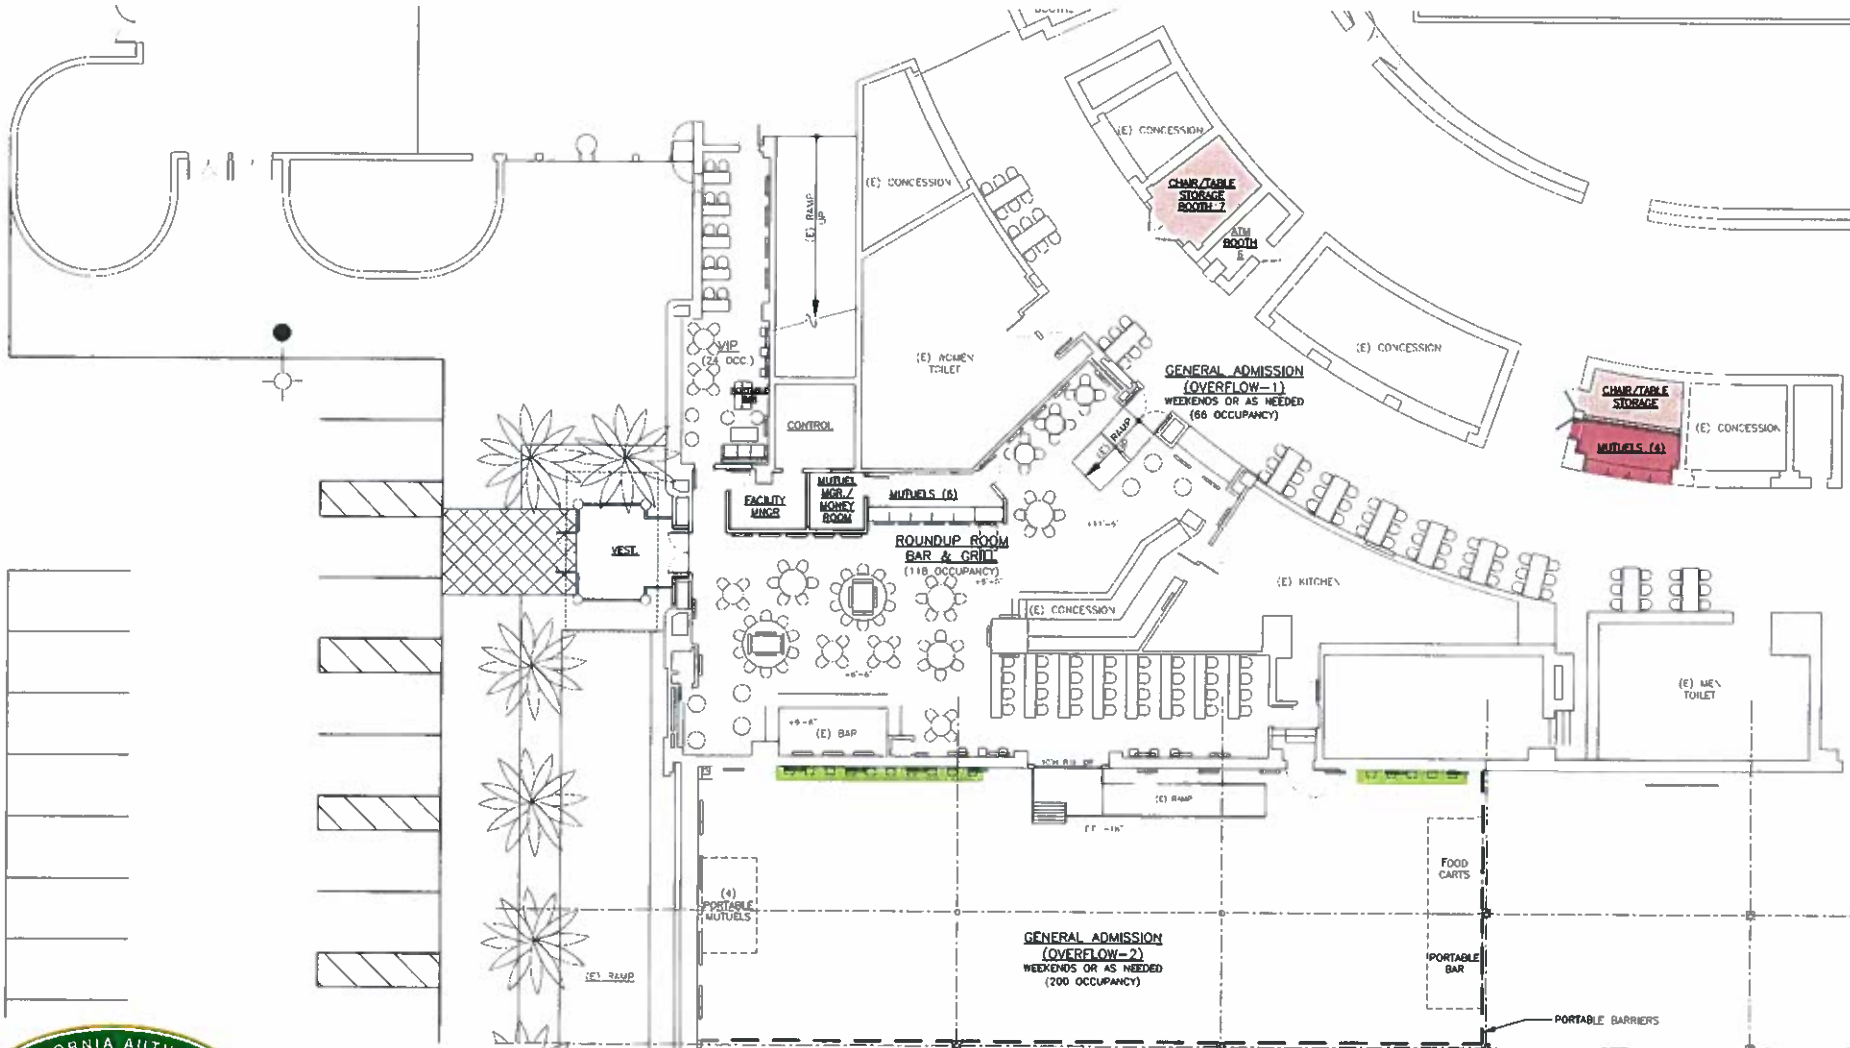 (E) CONCESSION
(E) CONCESSION
CHAIR/TABLE
STORAGE
BOOTH 7
ATM
BOOTH
6
(E) RAMP
UP
VIP
(24 OCC.)
(E) WOMEN
TOILET
(E) CONCESSION
GENERAL ADMISSION
(OVERFLOW-1)
WEEKENDS OR AS NEEDED
(66 OCCUPANCY)
CHAIR/TABLE
STORAGE
MUTUELS (4)
(E) CONCESSION
CONTROL
(E) RAMP
UP
FACILITY
MNGR
MUTUEL
MGR./
MONEY
ROOM
MUTUELS (6)
VEST.
ROUNDUP ROOM
BAR & GRILL
(118 OCCUPANCY)
(E) KITCHEN
(E) CONCESSION
(E) MEN
TOILET
(E) BAR
(E) RAMP
(4)
PORTABLE
MUTUELS
FOOD
CARTS
GENERAL ADMISSION
(OVERFLOW-2)
WEEKENDS OR AS NEEDED
(200 OCCUPANCY)
PORTABLE
BAR
(E) RAMP
PORTABLE BARRIERS